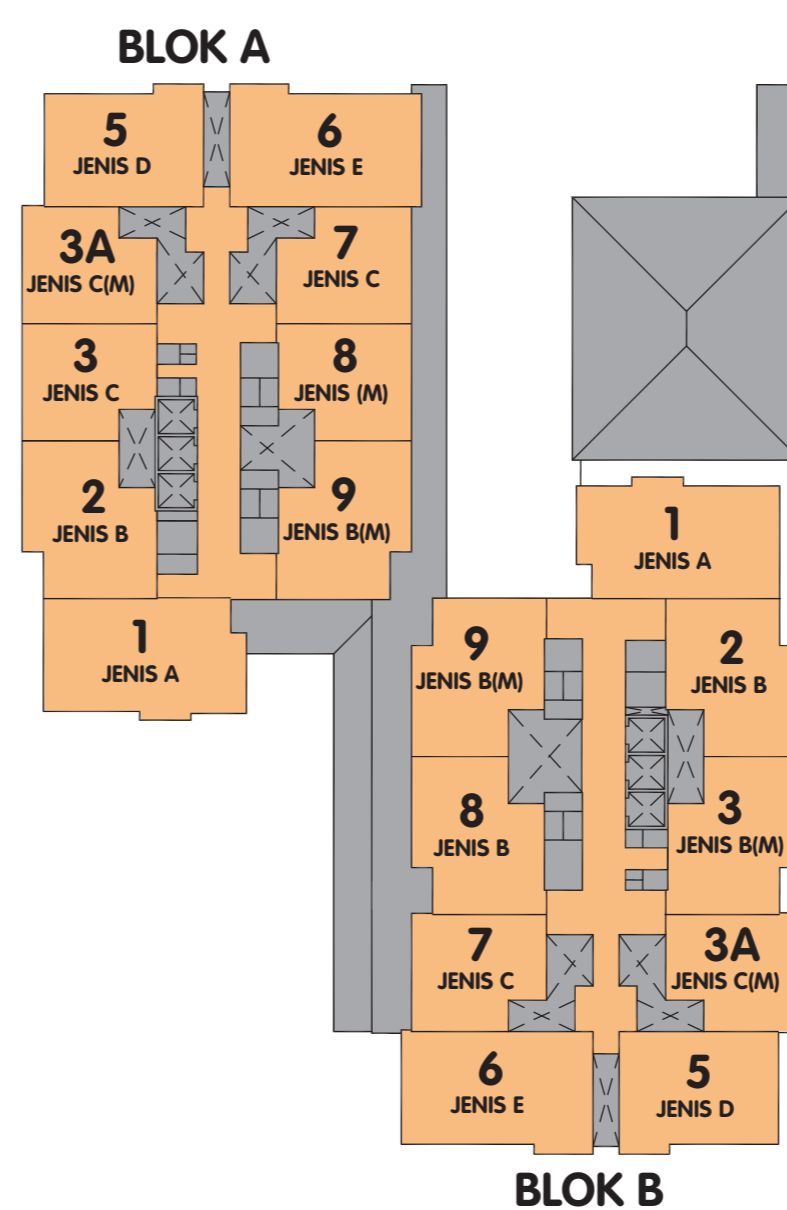 BLOK A
5
JENIS D
6
JENIS E
3A
JENIS C(M)
7
JENIS C
3
JENIS C
8
JENIS (M)
2
JENIS B
9
JENIS B(M)
1
JENIS A
1
JENIS A
9
JENIS B(M)
2
JENIS B
8
JENIS B
3
JENIS B(M)
7
JENIS C
3A
JENIS C(M)
6
JENIS E
5
JENIS D
BLOK B